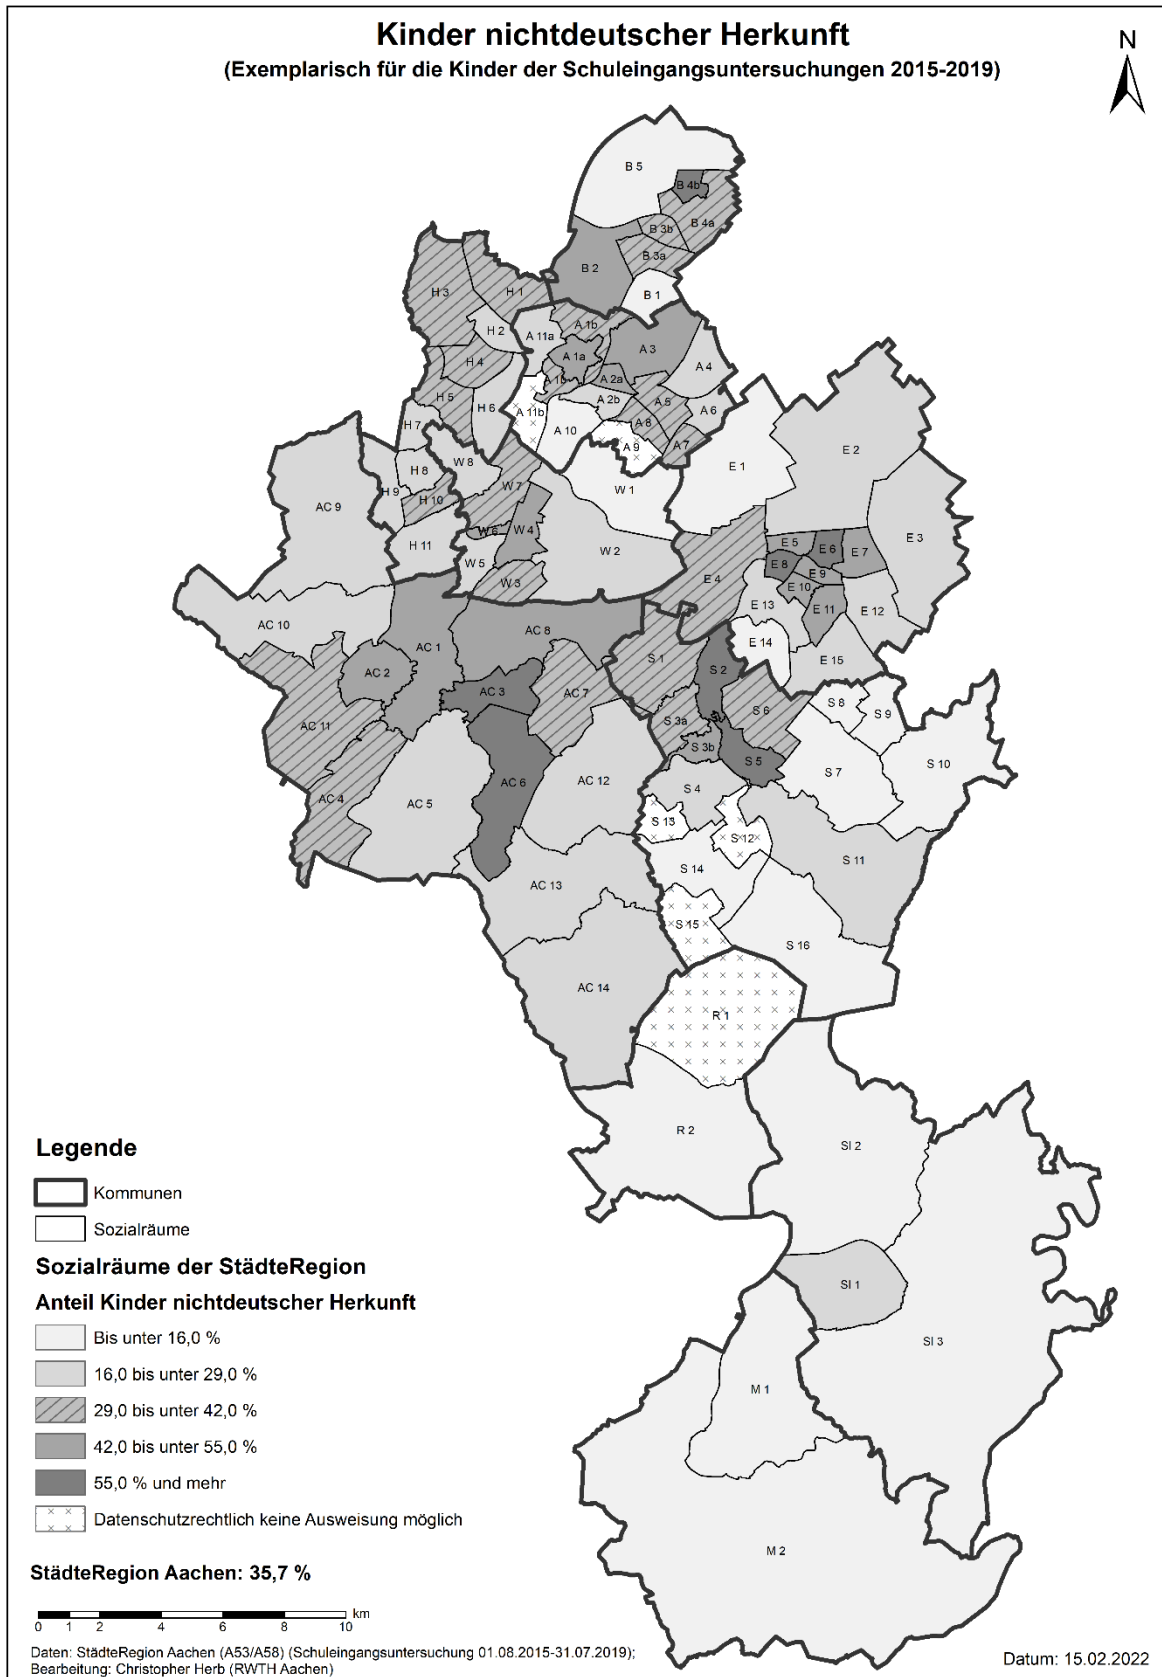 Kinder nichtdeutscher Herkunft
(Exemplarisch für die Kinder der Schuleingangsuntersuchungen 2015-2019)
N
B 5
B 4b
B 4a
B 3b
B 3a
B 2
B 1
H 3
H 1
H 2
H 4
H 5
H 6
H 7
H 8
H 9
H 10
H 11
A 11a
A 1b
A 1a
A 3
A 4
A 1b
A 2a
A 2b
A 5
A 6
A 11b
A 10
A 8
A 9
A 7
W 8
W 7
W 1
W 6
W 4
W 5
W 2
W 3
E 1
E 2
E 3
E 4
E 5
E 6
E 7
E 8
E 9
E 10
E 11
E 12
E 13
E 14
E 15
AC 9
AC 10
AC 1
AC 8
AC 2
AC 3
AC 7
AC 11
AC 4
AC 5
AC 6
AC 12
AC 13
AC 14
S 1
S 2
S 3a
S 3b
S 6
S 5
S 8
S 9
S 7
S 10
S 4
S 13
S 12
S 11
S 14
S 15
S 16
R 1
R 2
SI 2
SI 1
SI 3
M 1
M 2
Legende
Kommunen
Sozialräume
Sozialräume der StädteRegion
Anteil Kinder nichtdeutscher Herkunft
Bis unter 16,0 %
16,0 bis unter 29,0 %
29,0 bis unter 42,0 %
42,0 bis unter 55,0 %
55,0 % und mehr
Datenschutzrechtlich keine Ausweisung möglich
StädteRegion Aachen: 35,7 %
km
0 1 2 4 6 8 10
Daten: StädteRegion Aachen (A53/A58) (Schuleingangsuntersuchung 01.08.2015-31.07.2019);
Bearbeitung: Christopher Herb (RWTH Aachen)
Datum: 15.02.2022